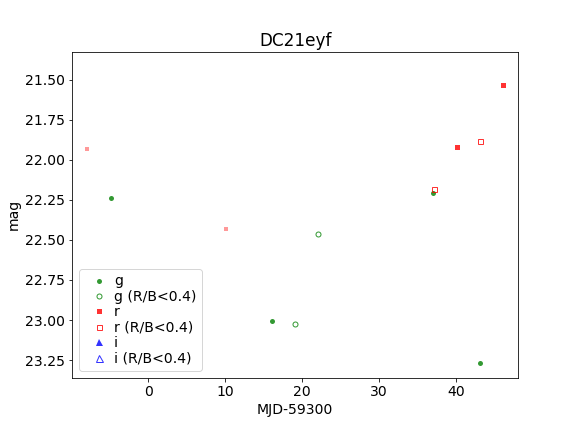 DC21eyf
21.50
21.75
22.00
22.25
22.50
22.75
23.00
23.25
mag
g
g (R/B<0.4)
r
r (R/B<0.4)
i
i (R/B<0.4)
0 10 20 30 40
MJD-59300